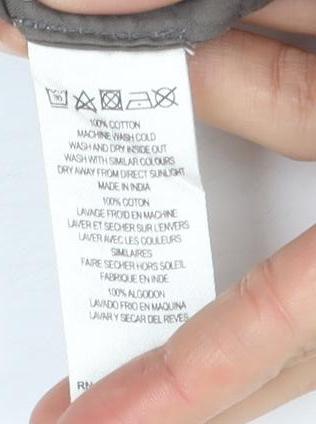 100% COTTON
MACHINE WASH COLD
WASH AND DRY INSIDE OUT
WASH WITH SIMILAR COLOURS
DRY AWAY FROM DIRECT SUNLIGHT
MADE IN INDIA
100% COTON
LAVAGE FROID EN MACHINE
LAVER ET SECHER SUR L'ENVERS
LAVER AVEC LES COULEURS
SIMILAIRES
FAIRE SECHER HORS SOLEIL
FABRIQUE EN INDE
100% ALGODON
LAVADO FRIO EN MAQUINA
LAVAR Y SECAR DEL REVES
RN